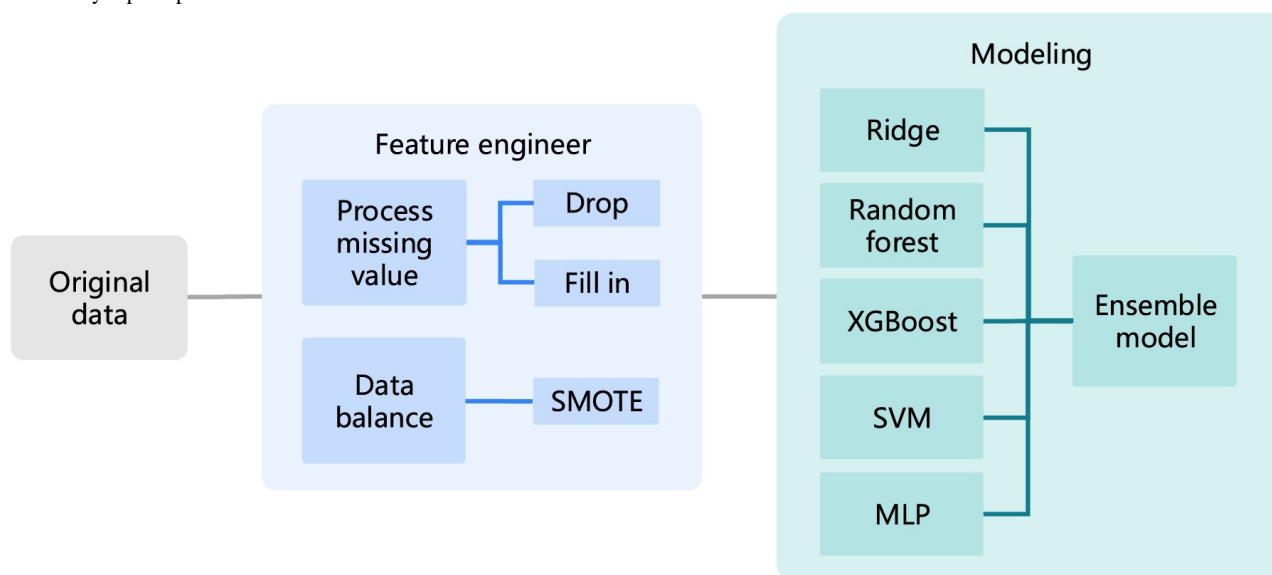 Modeling
Feature engineer
Original
data
Process
missing
value
Drop
Fill in
Data
balance
SMOTE
Ridge
Random
forest
XGBoost
SVM
MLP
Ensemble
model